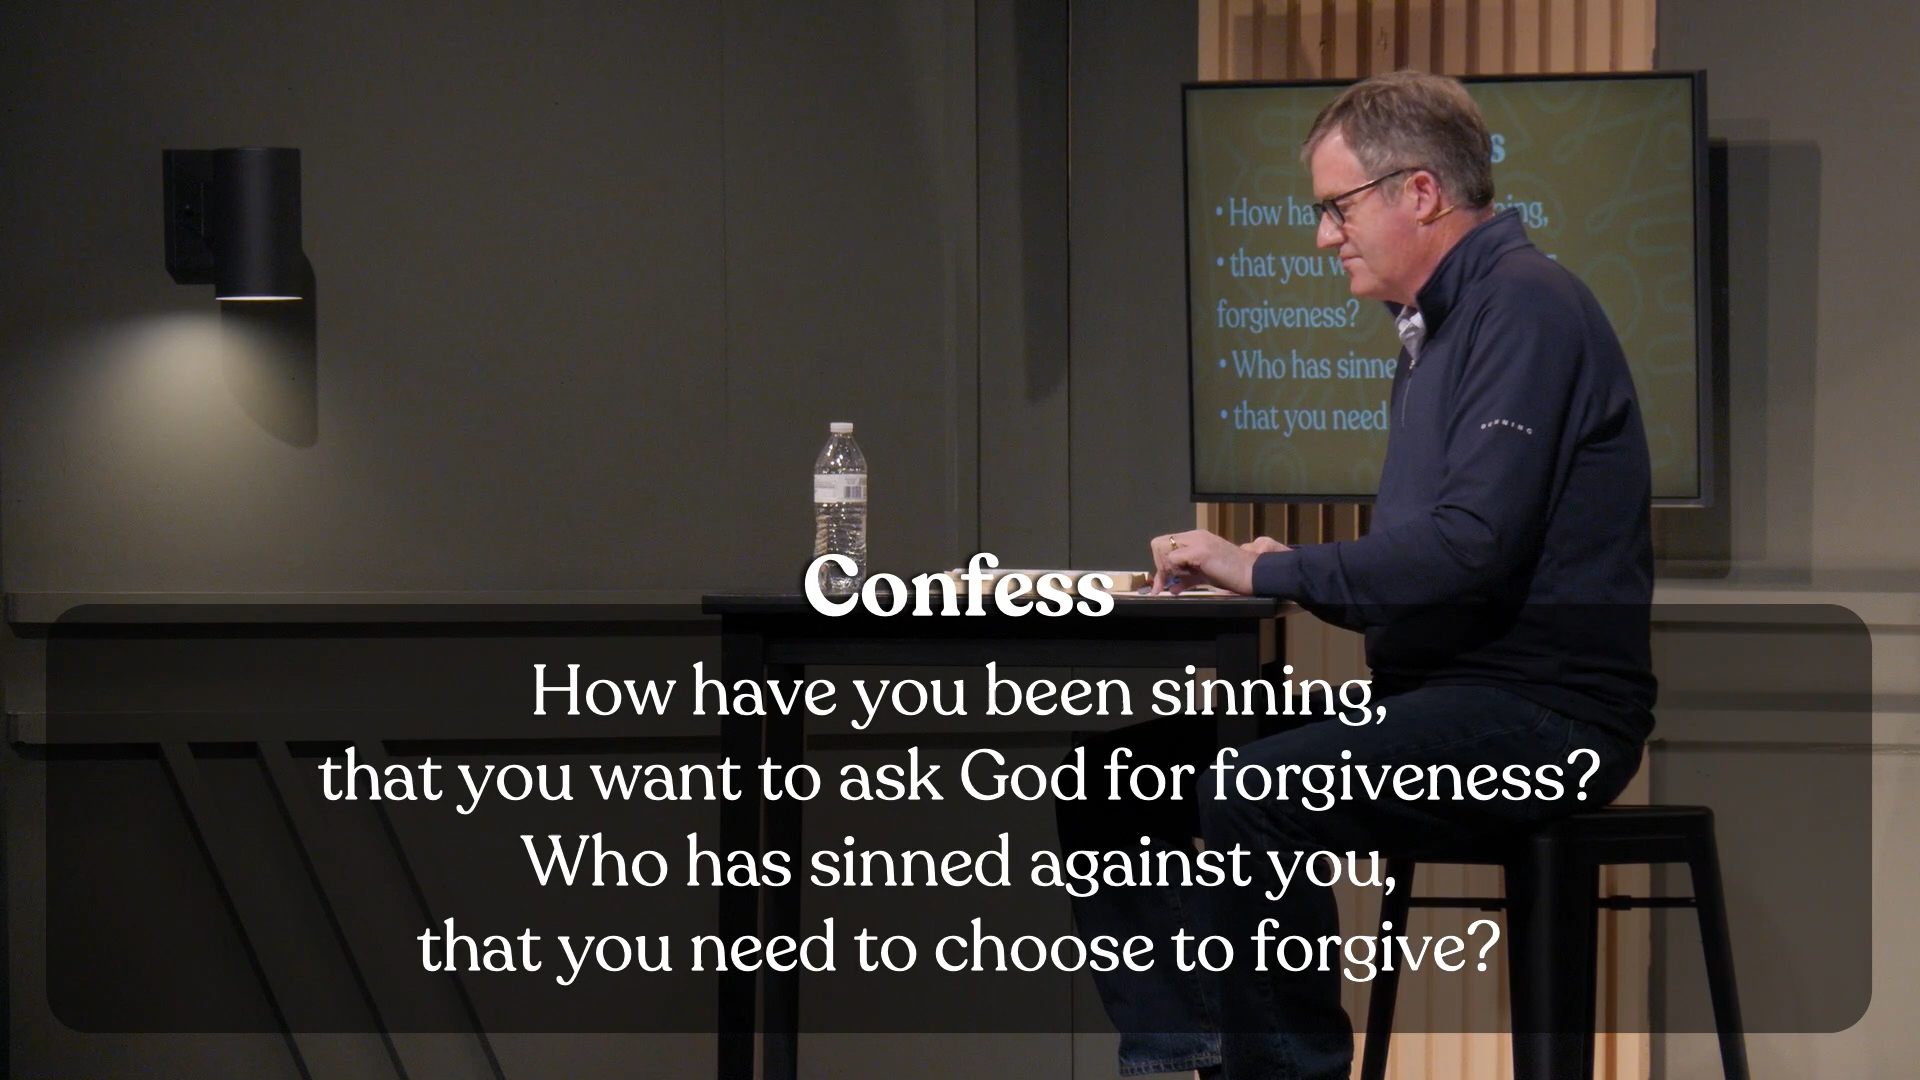 s
• How ha ning,
• that you w
forgiveness?
• Who has sinne
• that you need
Confess
How have you been sinning,
that you want to ask God for forgiveness?
Who has sinned against you,
that you need to choose to forgive?